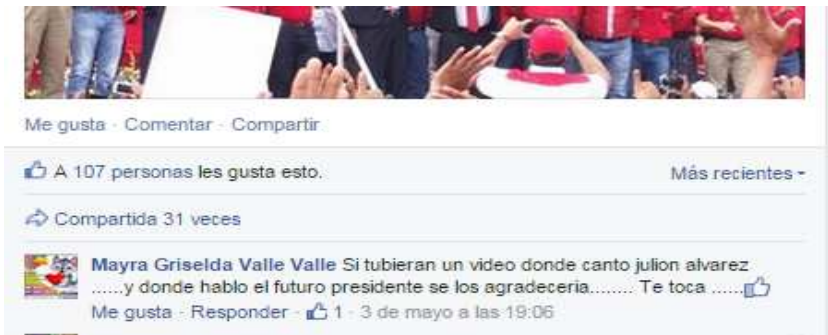 Me gusta · Comentar · Compartir
A 107 personas les gusta esto.
Más recientes
Compartida 31 veces
Mayra Griselda Valle Valle Si tubieran un video donde canto julion alvarez
......y donde hablo el futuro presidente se los agradeceria........ Te toca ......
Me gusta · Responder · 1 · 3 de mayo a las 19:06